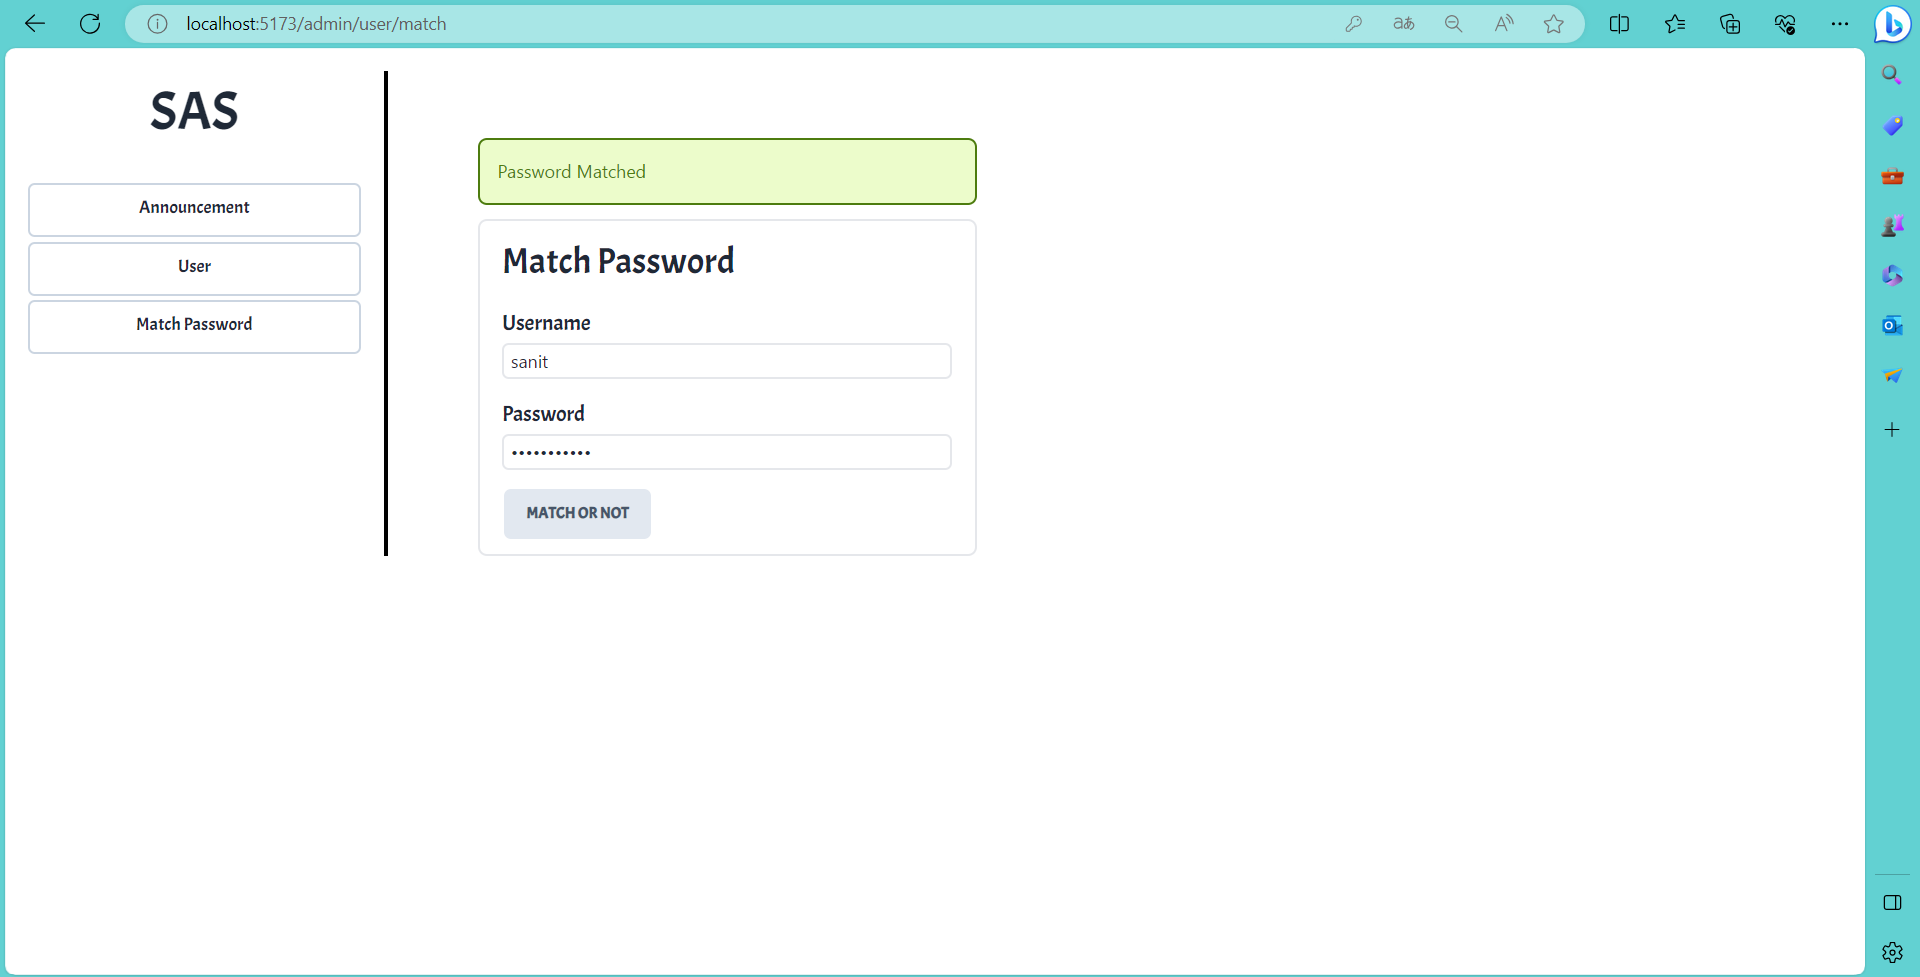 localhost:5173/admin/user/match
SAS
Announcement
User
Match Password
Password Matched
Match Password
Username
sanit
Password
•••••••••••
MATCH OR NOT